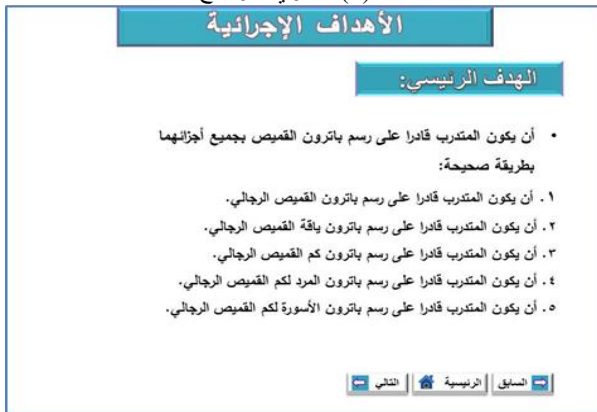 الأهداف الإجرائية
الهدف الرئيسي:
• أن يكون المتدرب قادرا على رسم باترون القميص بجميع أجزائهما
بطريقة صحيحة:
١. أن يكون المتدرب قادرا على رسم باترون القميص الرجالي.
٢. أن يكون المتدرب قادرا على رسم باترون ياقة القميص الرجالي.
٣. أن يكون المتدرب قادرا على رسم باترون كم القميص الرجالي.
٤. أن يكون المتدرب قادرا على رسم باترون المرد لكم القميص الرجالي.
٥. أن يكون المتدرب قادرا على رسم باترون الأسورة لكم القميص الرجالي.
السابق الرئيسية التالي